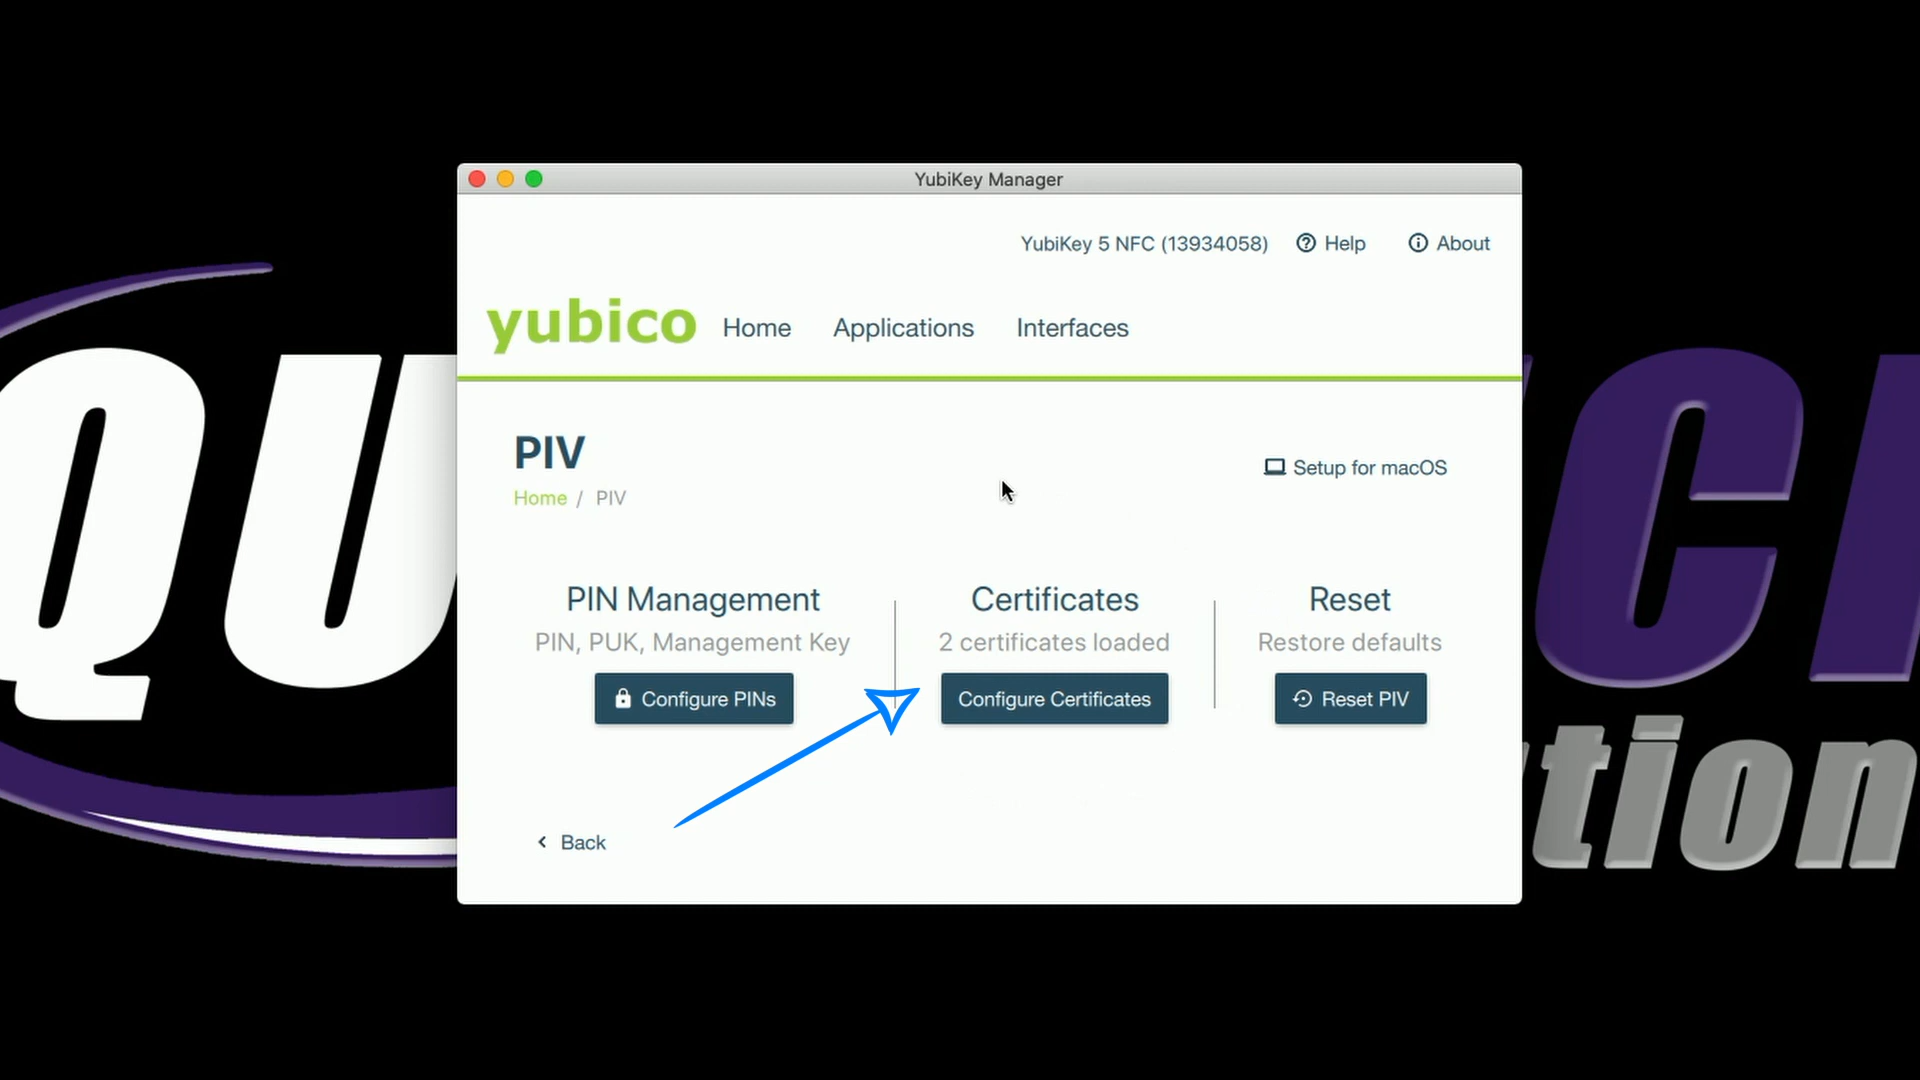 YubiKey Manager
YubiKey 5 NFC (13934058) Help About
yubico Home Applications Interfaces
PIV
Setup for macOS
Home / PIV
PIN Management Certificates Reset
PIN, PUK, Management Key 2 certificates loaded Restore defaults
Configure PINs Configure Certificates Reset PIV
Back